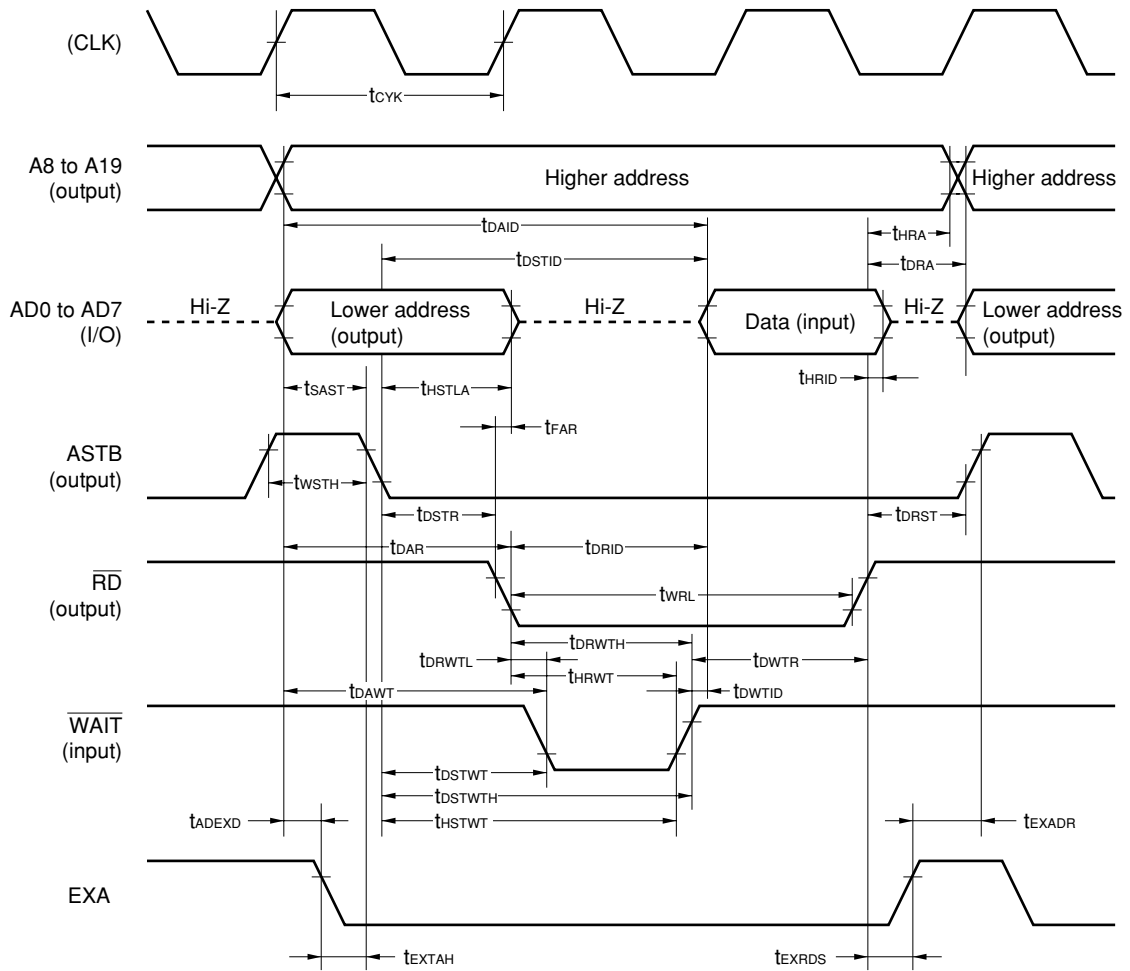 (CLK)
tCYK
A8 to A19
(output)
Higher address
Higher address
tDAID
tHRA
tDSTID
tDRA
AD0 to AD7
(I/O)
Hi-Z
Lower address
(output)
Hi-Z
Data (input)
Hi-Z
Lower address
(output)
tSAST
tHSTLA
tHRID
tFAR
ASTB
(output)
tWSTH
tDSTR
tDRST
tDAR
tDRID
RD
(output)
tWRL
tDRWTH
tDRWTL
tDWTR
tHRWT
tDAWT
tDWTID
WAIT
(input)
tDSTWT
tDSTWTH
tADEXD
tHSTWT
tEXADR
EXA
tEXTAH
tEXRDS